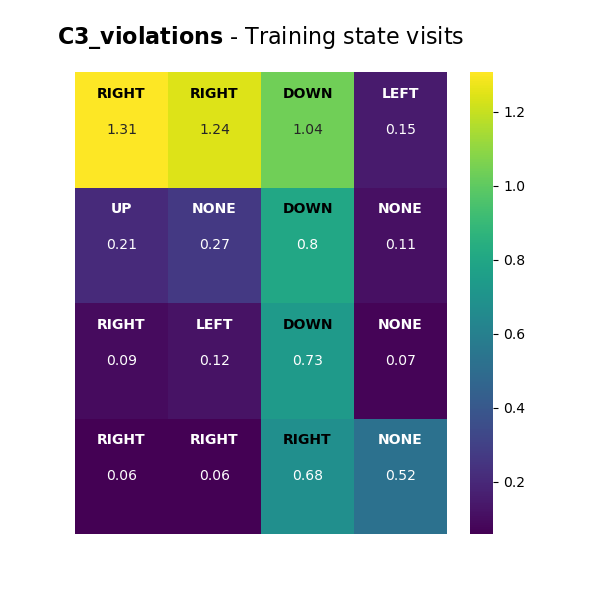 C3_violations - Training state visits
RIGHT RIGHT DOWN LEFT
1.31 1.24 1.04 0.15
UP NONE DOWN NONE
0.21 0.27 0.8 0.11
RIGHT LEFT DOWN NONE
0.09 0.12 0.73 0.07
RIGHT RIGHT RIGHT NONE
0.06 0.06 0.68 0.52
1.2
1.0
0.8
0.6
0.4
0.2